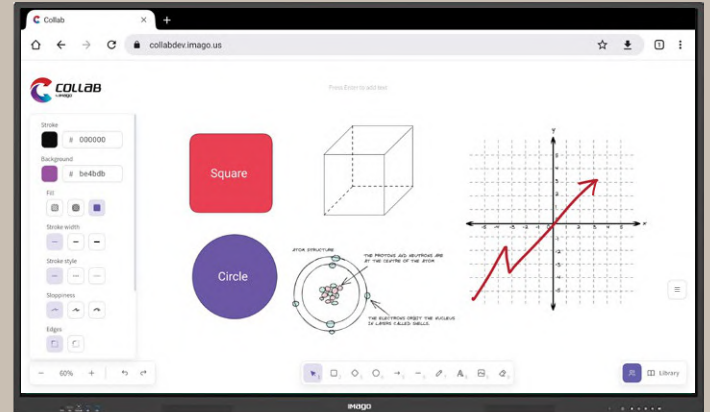 Collab
collabdev.imago.us
COLLAB
Press Enter to add text
Stroke
# 000000
Background
# be4bdb
Fill
Stroke width
Stroke style
Sloppiness
Edges
Square
Circle
ATOM STRUCTURE
THE PROTONS AND NEUTRONS ARE
AT THE CENTRE OF THE ATOM
THE ELECTRONS ORBIT THE NUCLEUS
IN LAYERS CALLED SHELLS.
Y
X
- 60% +
Library
imago